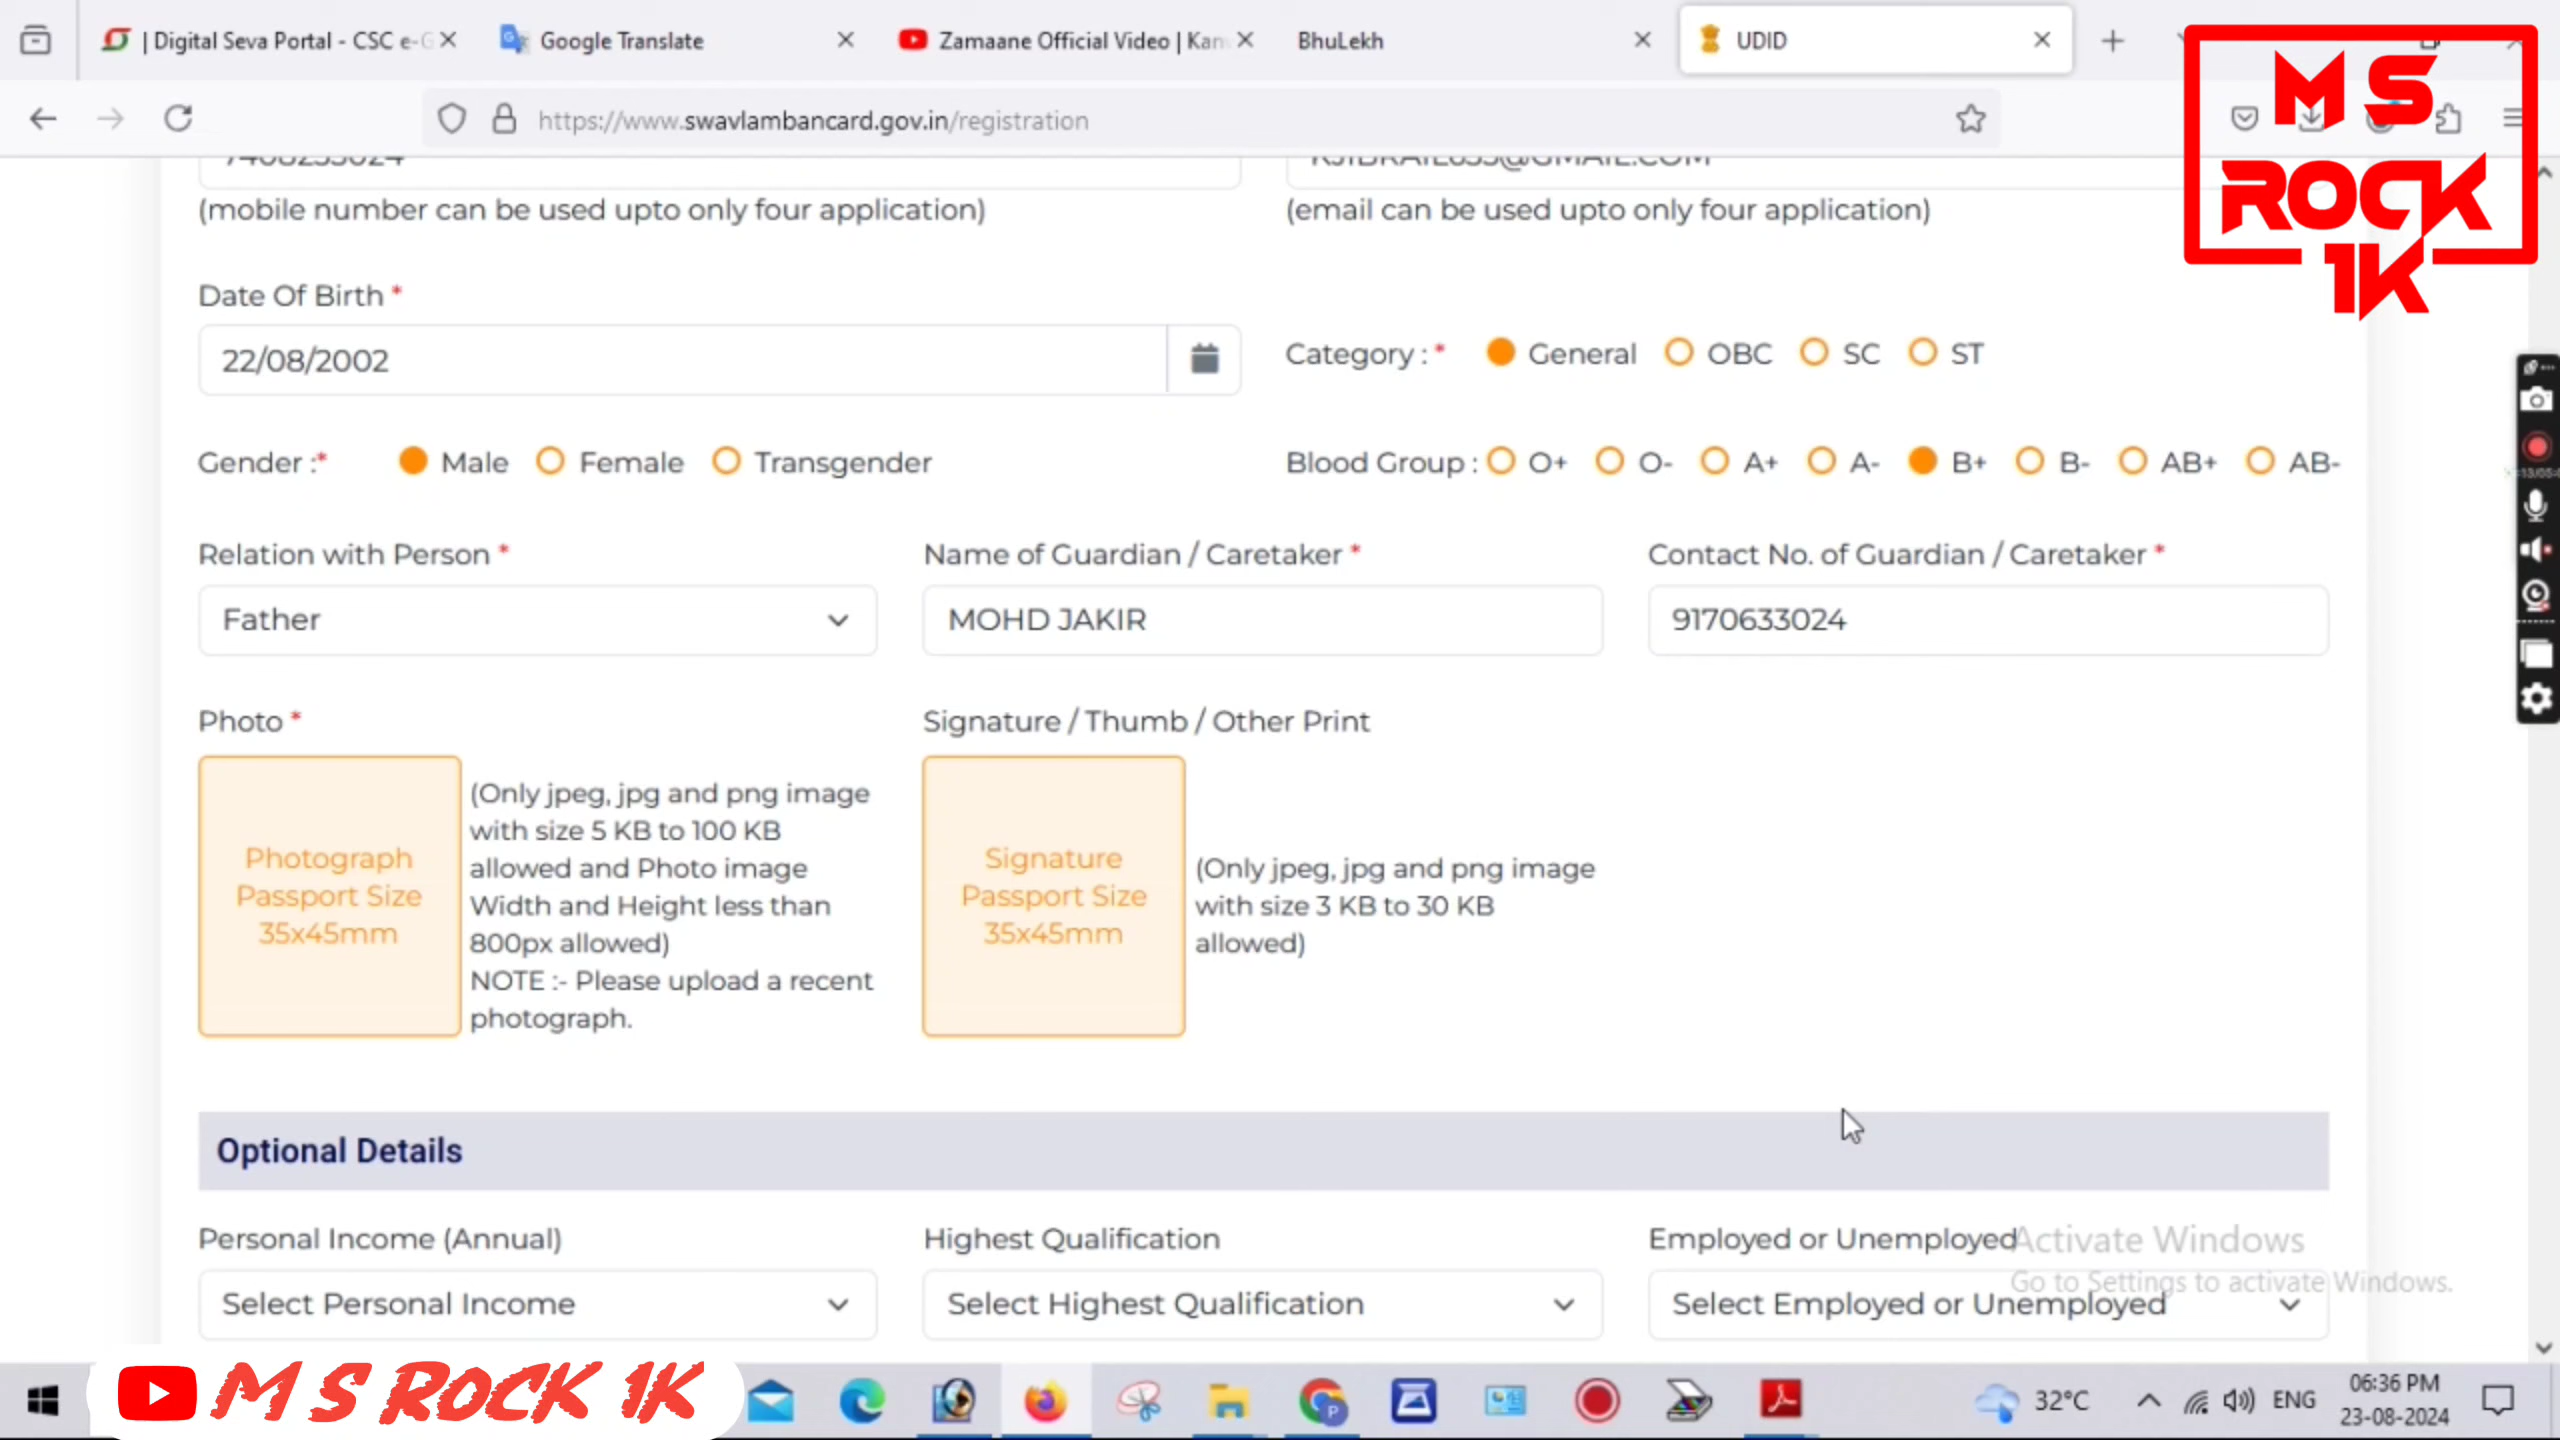 | Digital Seva Portal - CSC e-G
Google Translate
Zamaane Official Video | Kan
BhuLekh
UDID
https://www.swavlambancard.gov.in/registration
M S
ROCK
1K
(mobile number can be used upto only four application)
(email can be used upto only four application)
Date Of Birth *
22/08/2002
Category : * General OBC SC ST
Gender :* Male Female Transgender
Blood Group : O+ O- A+ A- B+ B- AB+ AB-
Relation with Person *
Name of Guardian / Caretaker *
Contact No. of Guardian / Caretaker *
Father
MOHD JAKIR
9170633024
Photo *
Signature / Thumb / Other Print
Photograph
Passport Size
35x45mm
(Only jpeg, jpg and png image
with size 5 KB to 100 KB
allowed and Photo image
Width and Height less than
800px allowed)
NOTE :- Please upload a recent
photograph.
Signature
Passport Size
35x45mm
(Only jpeg, jpg and png image
with size 3 KB to 30 KB
allowed)
Optional Details
Personal Income (Annual)
Highest Qualification
Employed or Unemployed
Select Personal Income
Select Highest Qualification
Select Employed or Unemployed
Activate Windows
Go to Settings to activate Windows.
M S ROCK 1K
32°C
ENG
06:36 PM
23-08-2024